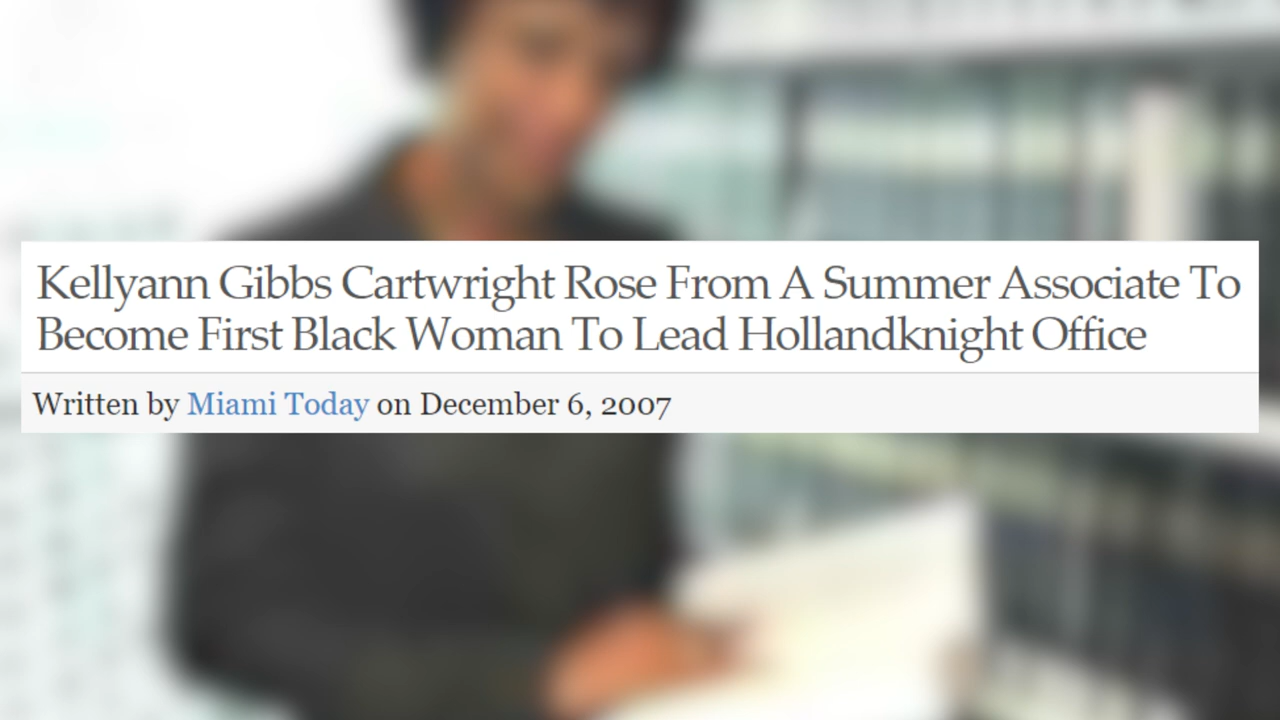 Kellyann Gibbs Cartwright Rose From A Summer Associate To
Become First Black Woman To Lead Hollandknight Office
Written by Miami Today on December 6, 2007